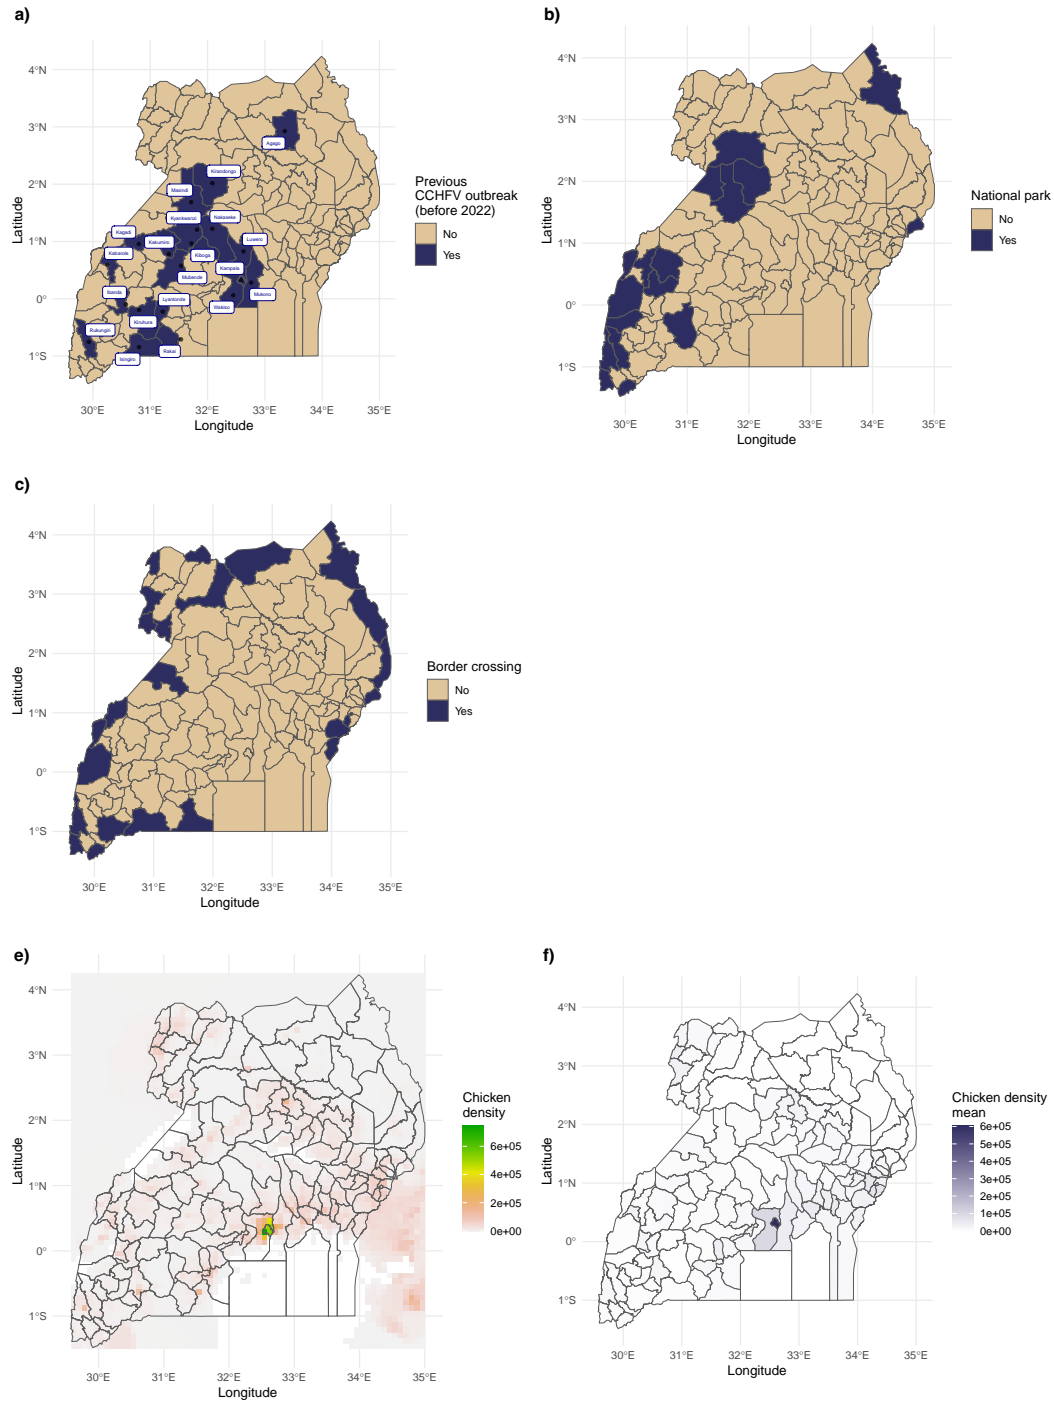 a)
4°N
3°N
2°N
1°N
0°
1°S
30°E
31°E
32°E
33°E
34°E
35°E
Longitude
Latitude
Agago
Kiryandongo
Masindi
Kyankwanzi
Nakaseke
Kagadi
Kakumiro
Luwero
Kabarole
Kiboga
Kampala
Mubende
Ibanda
Lyantonde
Mukono
Wakiso
Kiruhura
Rukungiri
Isingiro
Rakai
Previous
CCHFV outbreak
(before 2022)
No
Yes
b)
4°N
3°N
2°N
1°N
0°
1°S
30°E
31°E
32°E
33°E
34°E
35°E
Longitude
Latitude
National park
No
Yes
c)
4°N
3°N
2°N
1°N
0°
1°S
30°E
31°E
32°E
33°E
34°E
35°E
Longitude
Latitude
Border crossing
No
Yes
e)
4°N
3°N
2°N
1°N
0°
1°S
30°E
31°E
32°E
33°E
34°E
35°E
Longitude
Latitude
Chicken
density
6e+05
4e+05
2e+05
0e+00
f)
4°N
3°N
2°N
1°N
0°
1°S
30°E
31°E
32°E
33°E
34°E
35°E
Longitude
Latitude
Chicken density
mean
6e+05
5e+05
4e+05
3e+05
2e+05
1e+05
0e+00